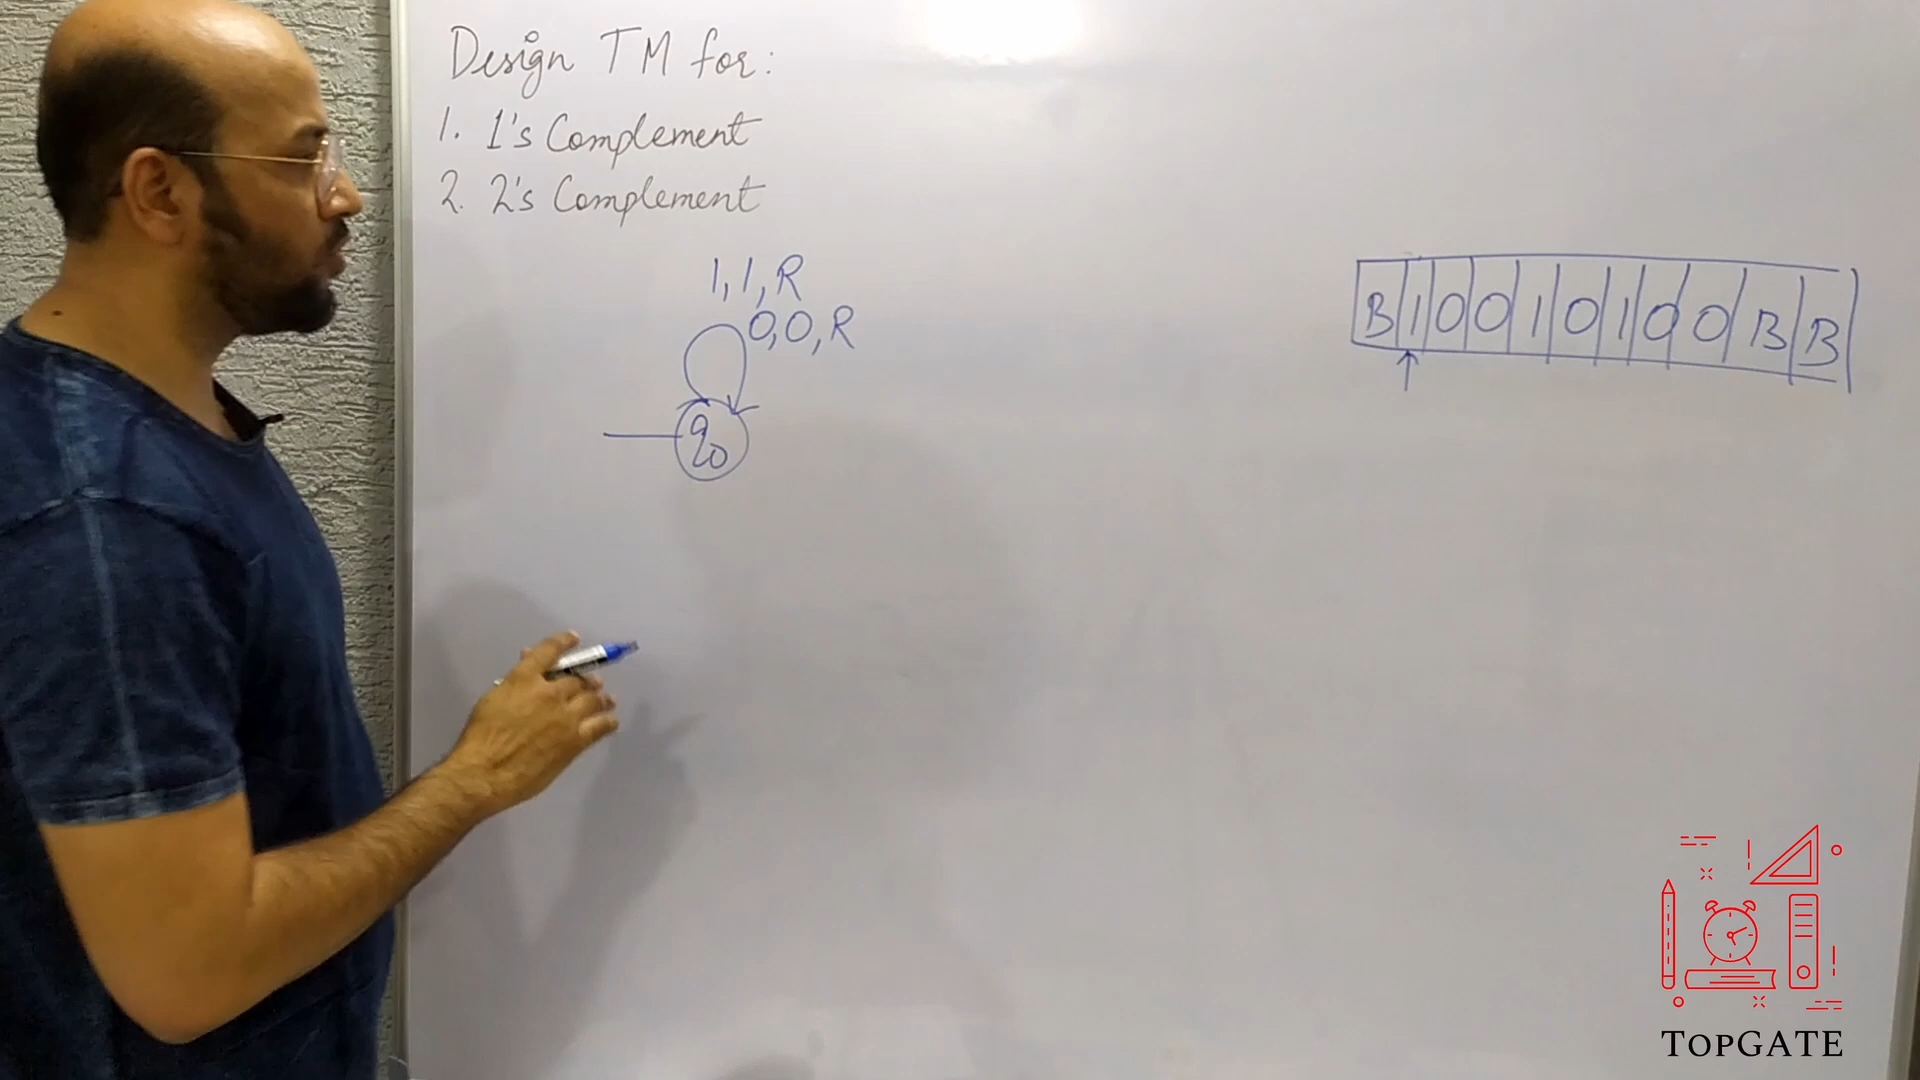 Design TM for:
1. 1's Complement
2. 2's Complement
1,1,R
0,0,R
q0
B 1 0 0 1 0 1 0 0 B B
TOPGATE